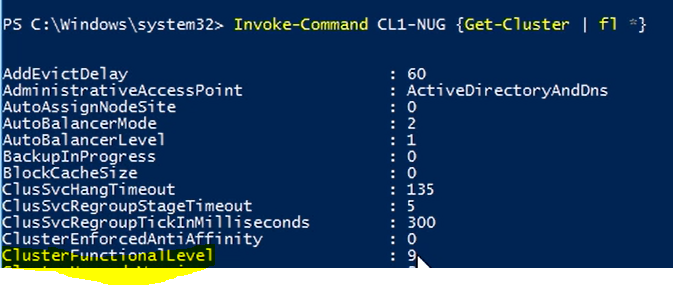 PS C:\Windows\system32> Invoke-Command CL1-NUG {Get-Cluster | fl *}
AddEvictDelay : 60
AdministrativeAccessPoint : ActiveDirectoryAndDns
AutoAssignNodeSite : 0
AutoBalancerMode : 2
AutoBalancerLevel : 1
BackupInProgress : 0
BlockCacheSize : 0
ClusSvcHangTimeout : 135
ClusSvcRegroupStageTimeout : 5
ClusSvcRegroupTickInMilliseconds : 300
ClusterEnforcedAntiAffinity : 0
ClusterFunctionalLevel : 9